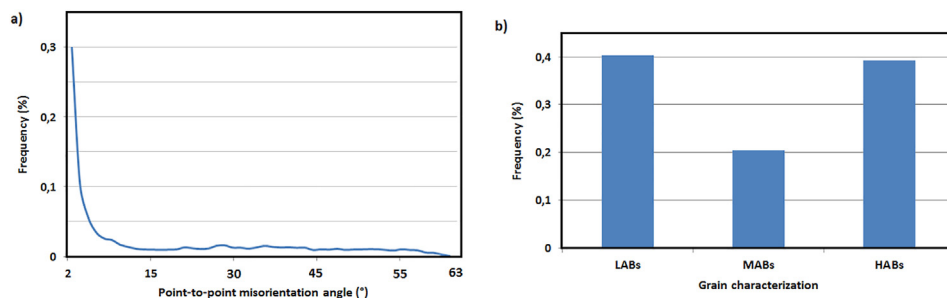 a)
0,3
0,2
0,1
0
Frequency (%)
2 15 30 45 55 63
Point-to-point misorientation angle (°)
b)
0,4
0,3
0,2
0,1
0
Frequency (%)
LABs MABs HABs
Grain characterization